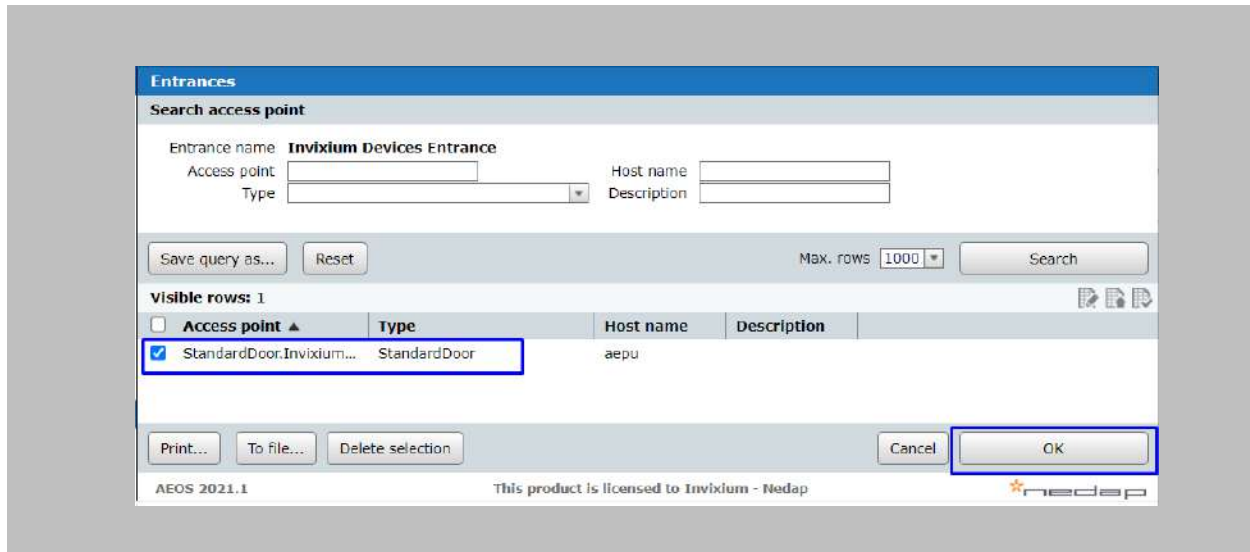 Entrances
Search access point
Entrance name Invixium Devices Entrance
Access point Host name
Type Description
Save query as... Reset Max. rows 1000 Search
Visible rows: 1
Access point Type Host name Description
StandardDoor.Invixium... StandardDoor aepu
Print... To file... Delete selection Cancel OK
AEOS 2021.1 This product is licensed to Invixium - Nedap nedap